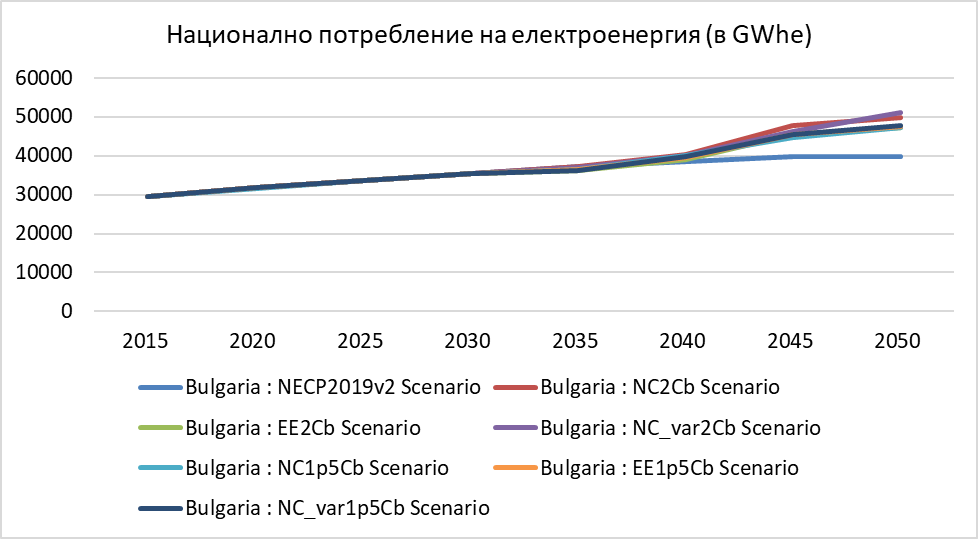 Национално потребление на електроенергия (в GWhe)
60000
50000
40000
30000
20000
10000
0
2015 2020 2025 2030 2035 2040 2045 2050
Bulgaria : NECP2019v2 Scenario Bulgaria : NC2Cb Scenario
Bulgaria : EE2Cb Scenario Bulgaria : NC_var2Cb Scenario
Bulgaria : NC1p5Cb Scenario Bulgaria : EE1p5Cb Scenario
Bulgaria : NC_var1p5Cb Scenario